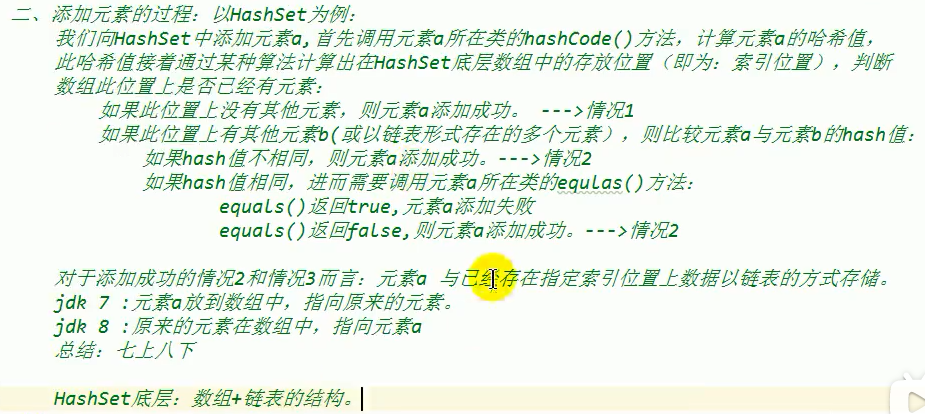 二、添加元素的过程：以HashSet为例：
我们向HashSet中添加元素a,首先调用元素a所在类的hashCode()方法，计算元素a的哈希值，
此哈希值接着通过某种算法计算出在HashSet底层数组中的存放位置（即为：索引位置），判断
数组此位置上是否已经有元素：
如果此位置上没有其他元素，则元素a添加成功。 --->情况1
如果此位置上有其他元素b(或以链表形式存在的多个元素），则比较元素a与元素b的hash值：
如果hash值不相同，则元素a添加成功。--->情况2
如果hash值相同，进而需要调用元素a所在类的equlas()方法：
equals()返回true,元素a添加失败
equals()返回false,则元素a添加成功。--->情况2
对于添加成功的情况2和情况3而言：元素a 与已经存在指定索引位置上数据以链表的方式存储。
jdk 7 :元素a放到数组中，指向原来的元素。
jdk 8 :原来的元素在数组中，指向元素a
总结：七上八下
HashSet底层：数组+链表的结构。